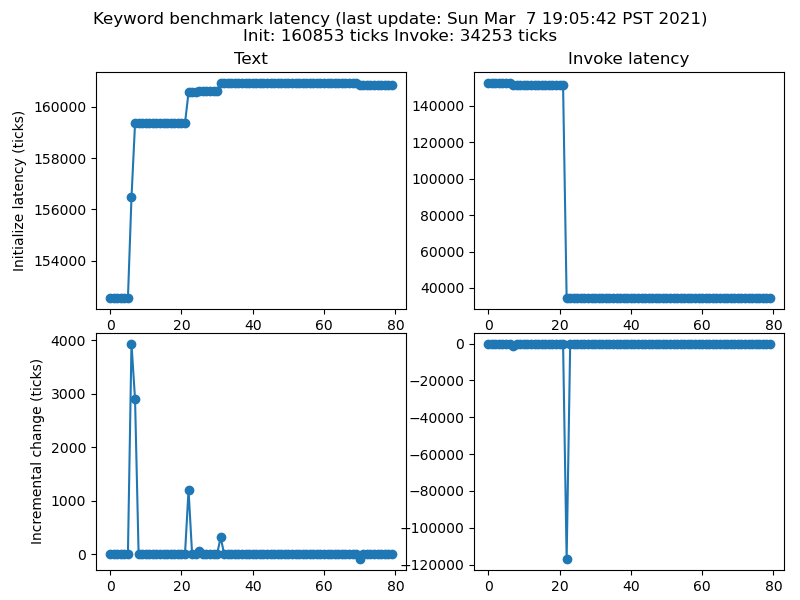 Keyword benchmark latency (last update: Sun Mar  7 19:05:42 PST 2021)
Init: 160853 ticks Invoke: 34253 ticks
Text
Invoke latency
Initialize latency (ticks)
160000
158000
156000
154000
0 20 40 60 80
140000
120000
100000
80000
60000
40000
0 20 40 60 80
Incremental change (ticks)
4000
3000
2000
1000
0
0 20 40 60 80
0
−20000
−40000
−60000
−80000
−100000
−120000
0 20 40 60 80